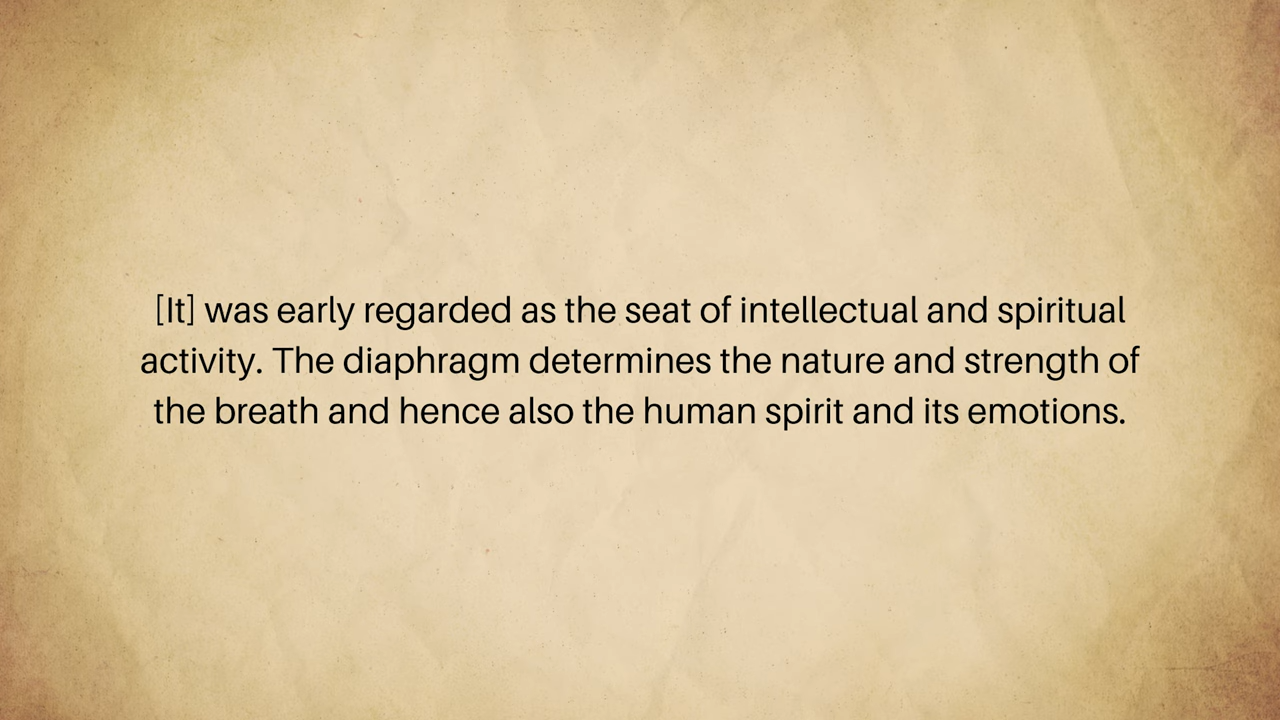 [It] was early regarded as the seat of intellectual and spiritual
activity. The diaphragm determines the nature and strength of
the breath and hence also the human spirit and its emotions.